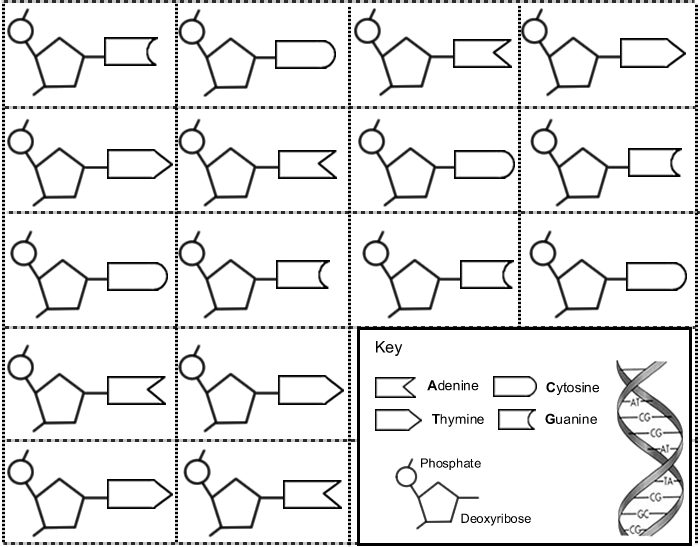 Key
Adenine
Cytosine
Thymine
Guanine
Phosphate
Deoxyribose
AT
CG
CG
AT
TA
CG
GC
CG